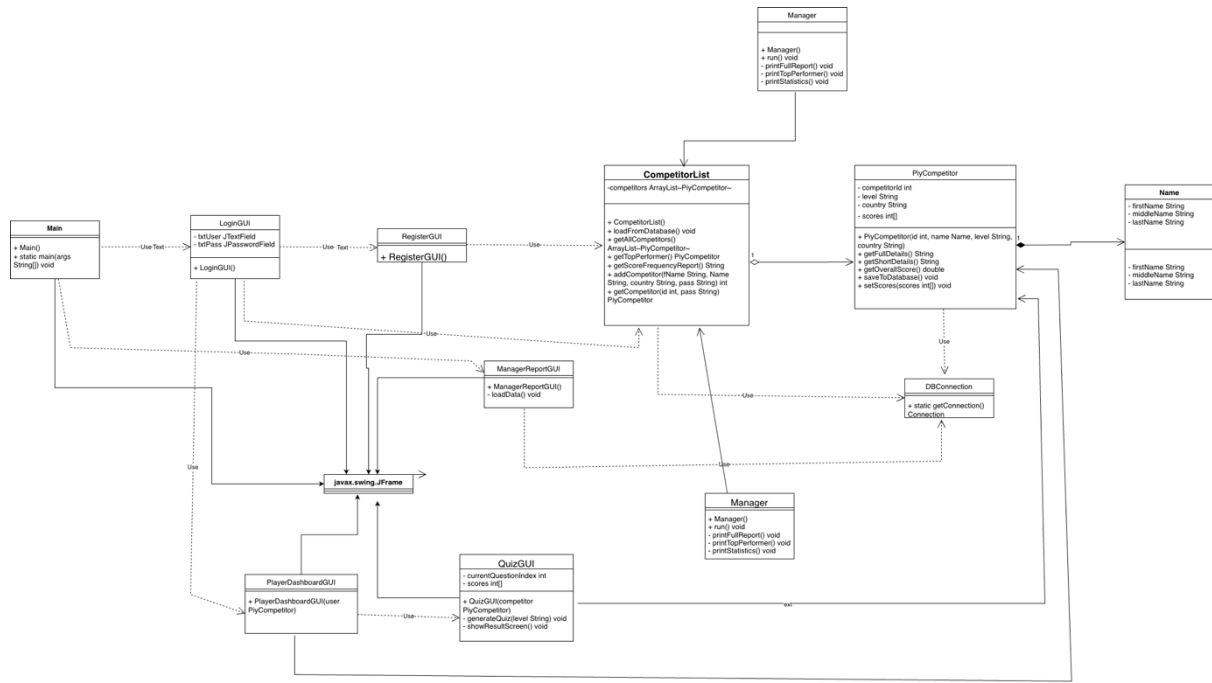 Manager
+ Manager()
+ run() void
- printFullReport() void
- printTopPerformer() void
- printStatistics() void
CompetitorList
-competitors ArrayList~PiyCompetitor~
+ CompetitorList()
+ loadFromDatabase() void
+ getAllCompetitors()
ArrayList~PiyCompetitor~
+ getTopPerformer() PiyCompetitor
+ getScoreFrequencyReport() String
+ addCompetitor(fName String, Name
String, country String, pass String) int
+ getCompetitor(id int, pass String)
PiyCompetitor
1
PiyCompetitor
- competitorId int
- level String
- country String
- scores int[]
+ PiyCompetitor(id int, name Name, level String,
country String)
+ getFullDetails() String
+ getShortDetails() String
+ getOverallScore() double
+ saveToDatabase() void
+ setScores(scores int[]) void
1
Name
- firstName String
- middleName String
- lastName String
- firstName String
- middleName String
- lastName String
Main
+ Main()
+ static main(args
String[]) void
Use Text
LoginGUI
- txtUser JTextField
- txtPass JPasswordField
+ LoginGUI()
Use Text
RegisterGUI
+ RegisterGUI()
Use
Use
Use
ManagerReportGUI
+ ManagerReportGUI()
- loadData() void
Use
DBConnection
+ static getConnection()
Connection
Use
Use
Use
javax.swing.JFrame
Manager
+ Manager()
+ run() void
- printFullReport() void
- printTopPerformer() void
- printStatistics() void
PlayerDashboardGUI
+ PlayerDashboardGUI(user
PiyCompetitor)
Use
QuizGUI
- currentQuestionIndex int
- scores int[]
+ QuizGUI(competitor
PiyCompetitor)
- generateQuiz(level String) void
- showResultScreen() void